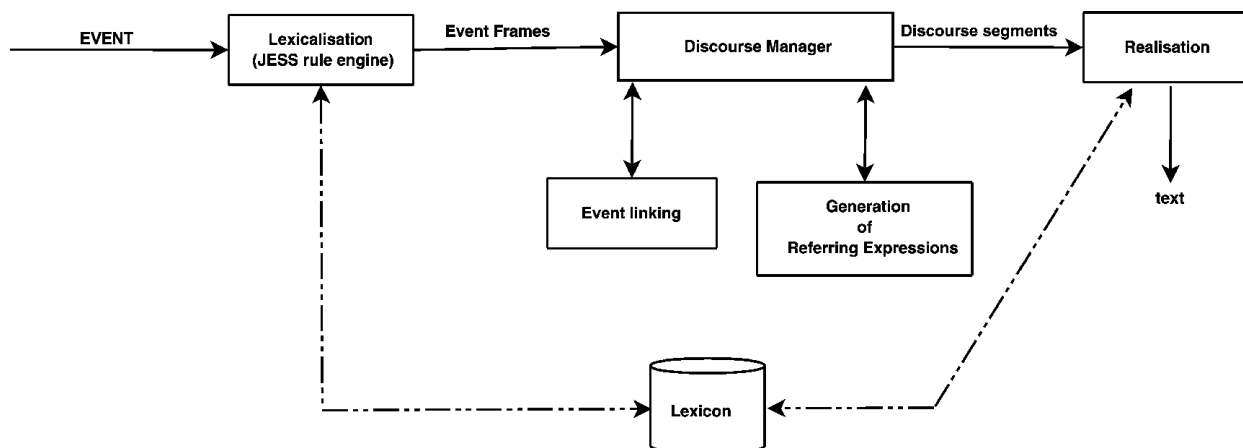 EVENT
Lexicalisation
(JESS rule engine)
Event Frames
Discourse Manager
Discourse segments
Realisation
Event linking
Generation
of
Referring Expressions
text
Lexicon